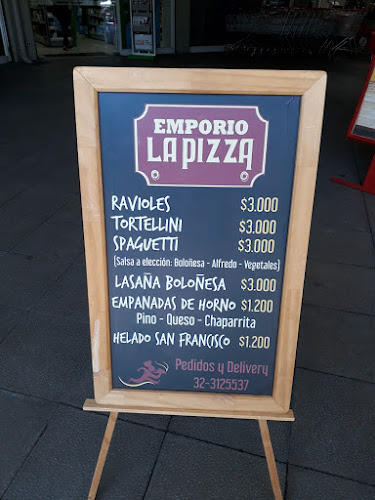 EMPORIO
LA PIZZA
RAVIOLES $3.000
TORTELLINI $3.000
SPAGUETTI $3.000
(Salsa a elección: Boloñesa - Alfredo - Vegetales)
LASAÑA BOLOÑESA $3.000
EMPANADAS DE HORNO $1.200
Pino - Queso - Chaparrita
HELADO SAN FRANCISCO $1.200
Pedidos y Delivery
32-3125537